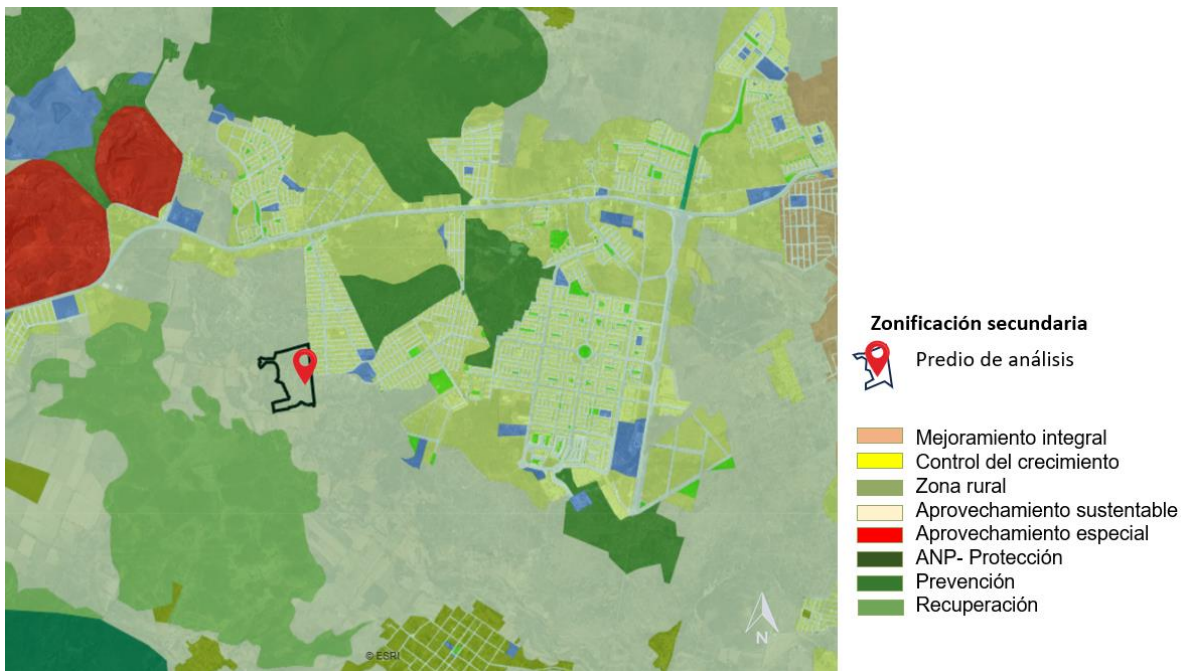 Zonificación secundaria
Predio de análisis
Mejoramiento integral
Control del crecimiento
Zona rural
Aprovechamiento sustentable
Aprovechamiento especial
ANP- Protección
Prevención
Recuperación
N
© ESRI